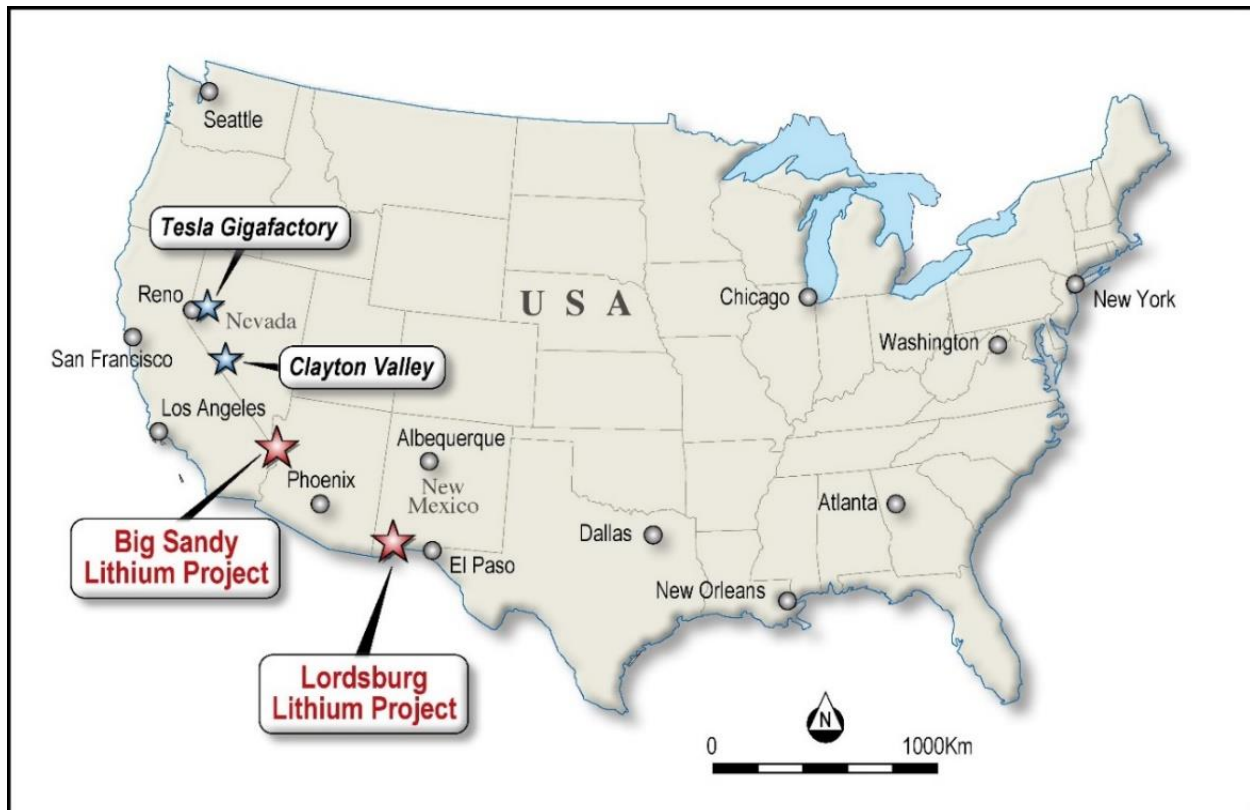 Seattle
Tesla Gigafactory
Reno
Nevada
U S A
Chicago
New York
San Francisco
Clayton Valley
Washington
Los Angeles
Albequerque
Phoenix
New
Mexico
Atlanta
Big Sandy
Lithium Project
Dallas
El Paso
New Orleans
Lordsburg
Lithium Project
N
0 1000Km